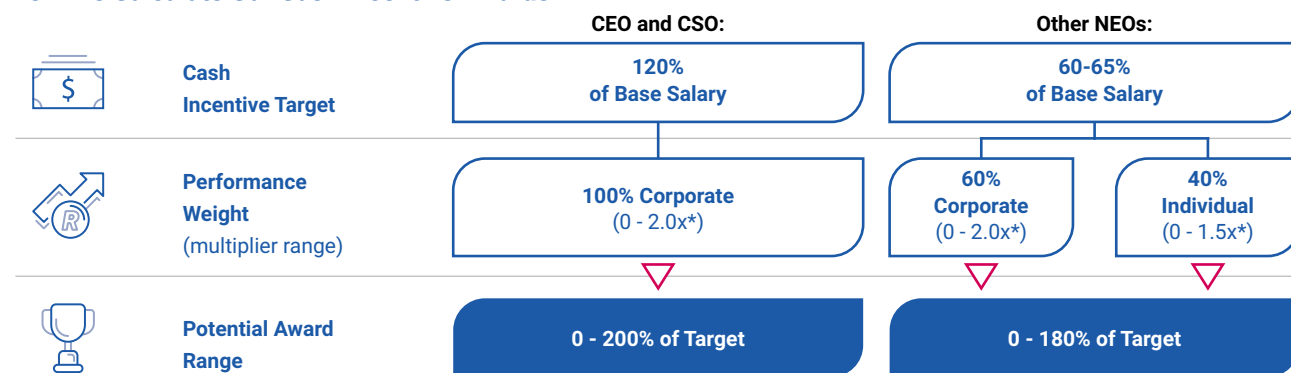 CEO and CSO:
Other NEOs:
Cash
Incentive Target
$
120%
of Base Salary
60-65%
of Base Salary
Performance
Weight
(multiplier range)
R
100% Corporate
(0 - 2.0x*)
60%
Corporate
(0 - 2.0x*)
40%
Individual
(0 - 1.5x*)
Potential Award
Range
0 - 200% of Target
0 - 180% of Target